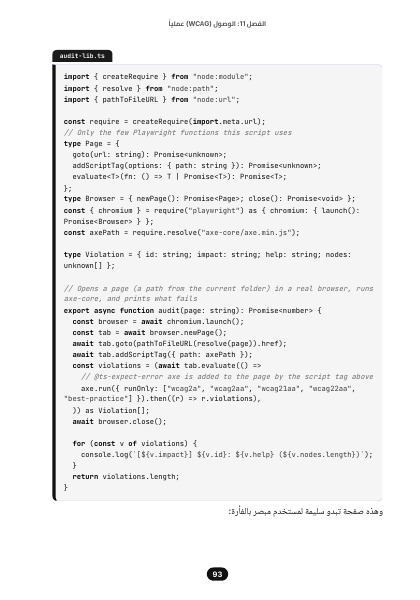 الفصل 11: الوصول (WCAG) عمليًا
audit-lib.ts
import { createRequire } from "node:module";
import { resolve } from "node:path";
import { pathToFileURL } from "node:url";
const require = createRequire(import.meta.url);
// Only the few Playwright functions this script uses
type Page = {
goto(url: string): Promise<unknown>;
addScriptTag(options: { path: string }): Promise<unknown>;
evaluate<T>(fn: () => T | Promise<T>): Promise<T>;
};
type Browser = { newPage(): Promise<Page>; close(): Promise<void> };
const { chromium } = require("playwright") as { chromium: { launch():
Promise<Browser> } };
const axePath = require.resolve("axe-core/axe.min.js");
type Violation = { id: string; impact: string; help: string; nodes:
unknown[] };
// Opens a page (a path from the current folder) in a real browser, runs
axe-core, and prints what fails
export async function audit(page: string): Promise<number> {
const browser = await chromium.launch();
const tab = await browser.newPage();
await tab.goto(pathToFileURL(resolve(page)).href);
await tab.addScriptTag({ path: axePath });
const violations = (await tab.evaluate(() =>
// @ts-expect-error axe is added to the page by the script tag above
axe.run({ runOnly: ["wcag2a", "wcag2aa", "wcag21aa", "wcag22aa",
"best-practice"] }).then((r) => r.violations),
)) as Violation[];
await browser.close();
for (const v of violations) {
console.log(`[${v.impact}] ${v.id}: ${v.help} (${v.nodes.length})`);
}
return violations.length;
}
وهذه صفحة تبدو سليمة لمستخدم مبصر بالفأرة:
93